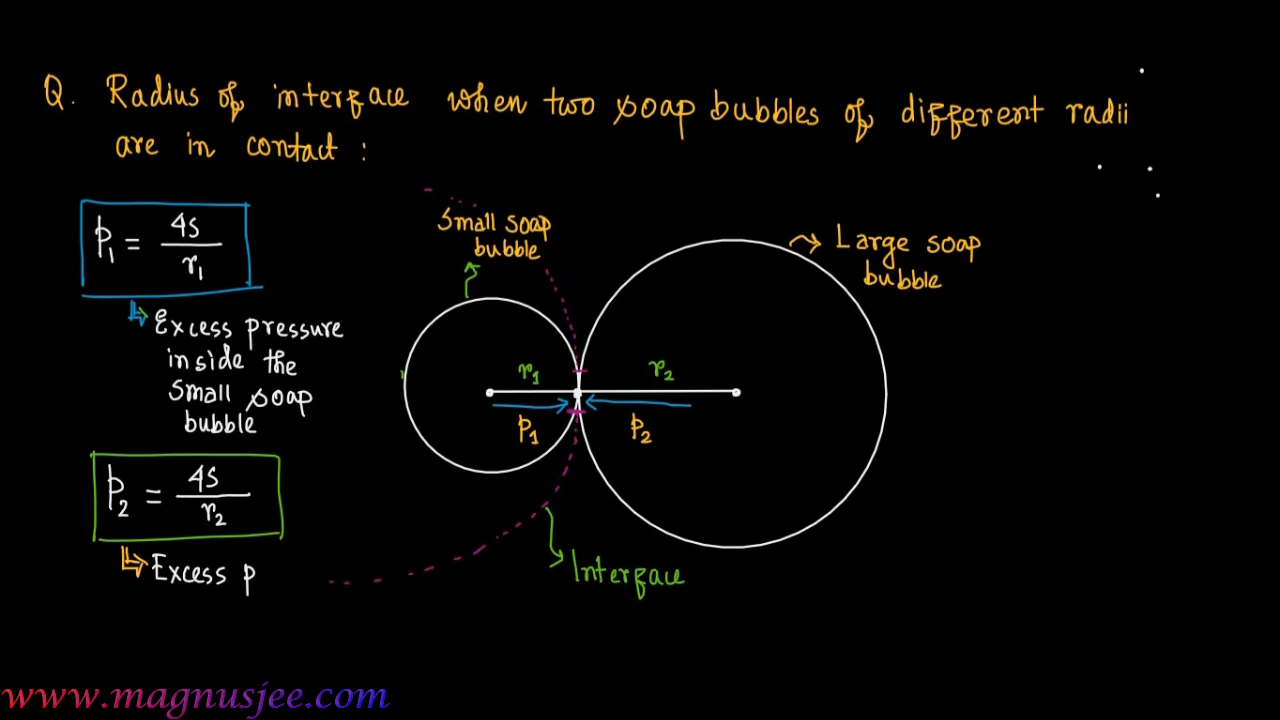 Q. Radius of interface when two soap bubbles of different radii
are in contact :
p₁ = 4s / r₁
Excess pressure
inside the
small soap
bubble
p₂ = 4s / r₂
Excess p
Small soap
bubble
Large soap
bubble
r₁
r₂
p₁
p₂
Interface
www.magnusjee.com